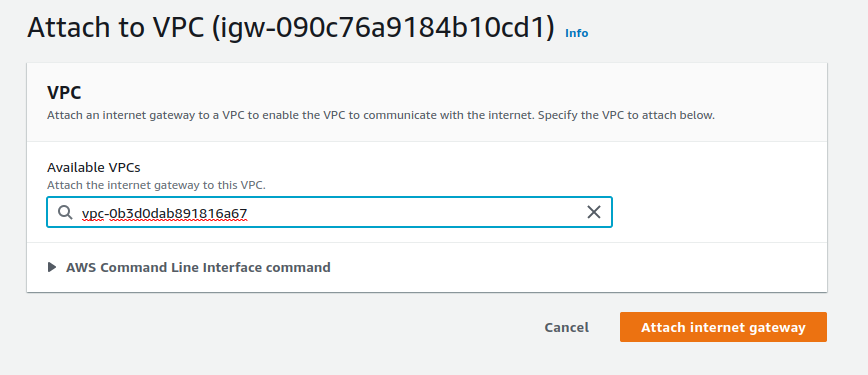 Attach to VPC (igw-090c76a9184b10cd1) Info
VPC
Attach an internet gateway to a VPC to enable the VPC to communicate with the internet. Specify the VPC to attach below.
Available VPCs
Attach the internet gateway to this VPC.
vpc-0b3d0dab891816a67
AWS Command Line Interface command
Cancel Attach internet gateway